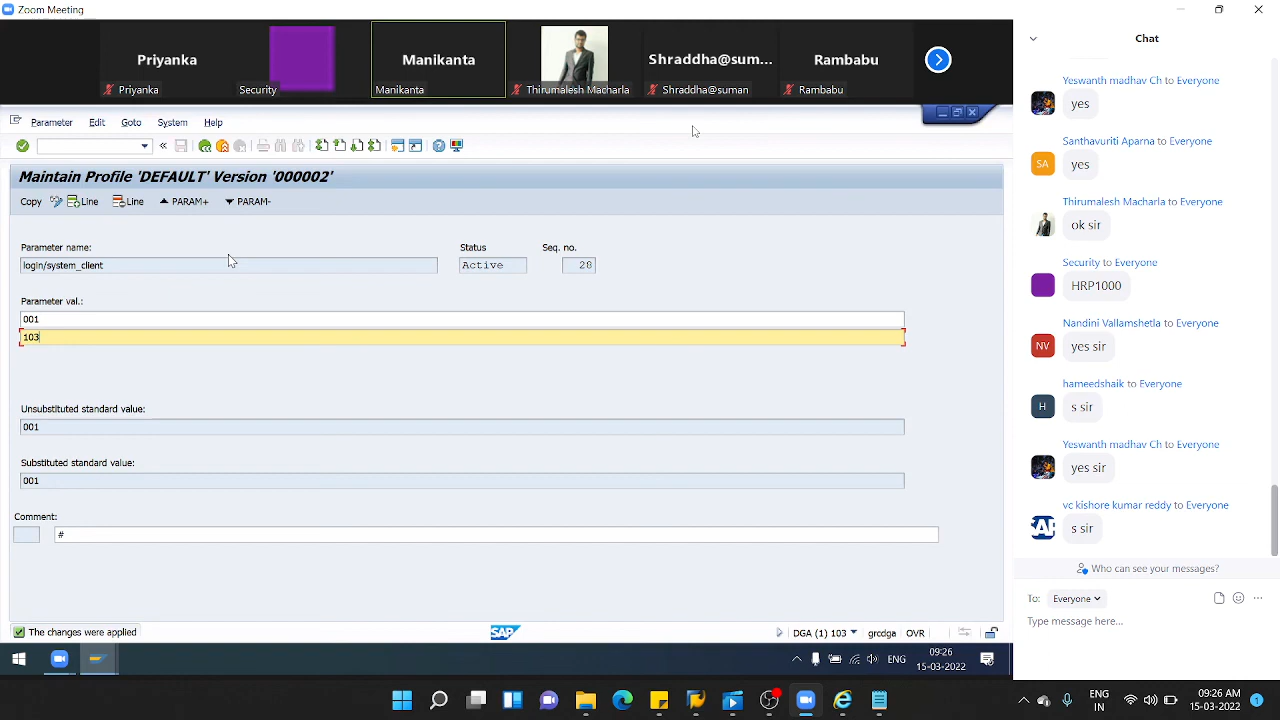 Zoom Meeting
Priyanka
Priyanka
Security
Manikanta
Manikanta
Thirumalesh Macharla
Shraddha@sum...
Shraddha@suman
Rambabu
Rambabu
Parameter Edit Goto System Help
Maintain Profile 'DEFAULT' Version '000002'
Copy Line Line PARAM+ PARAM-
Parameter name: Status Seq. no.
login/system_client Active 28
Parameter val.:
001
103
Unsubstituted standard value:
001
Substituted standard value:
001
Comment:
#
The changes were applied
SAP
DGA (1) 103 grcdga OVR
ENG
09:26
15-03-2022
Chat
Yeswanth madhav Ch to Everyone
yes
Santhavuriti Aparna to Everyone
SA
yes
Thirumalesh Macharla to Everyone
ok sir
Security to Everyone
HRP1000
Nandini Vallamshetla to Everyone
NV
yes sir
hameedshaik to Everyone
H
s sir
Yeswanth madhav Ch to Everyone
yes sir
vc kishore kumar reddy to Everyone
SAP
s sir
Who can see your messages?
To: Everyone
Type message here...
ENG
IN
09:26 AM
15-03-2022
1